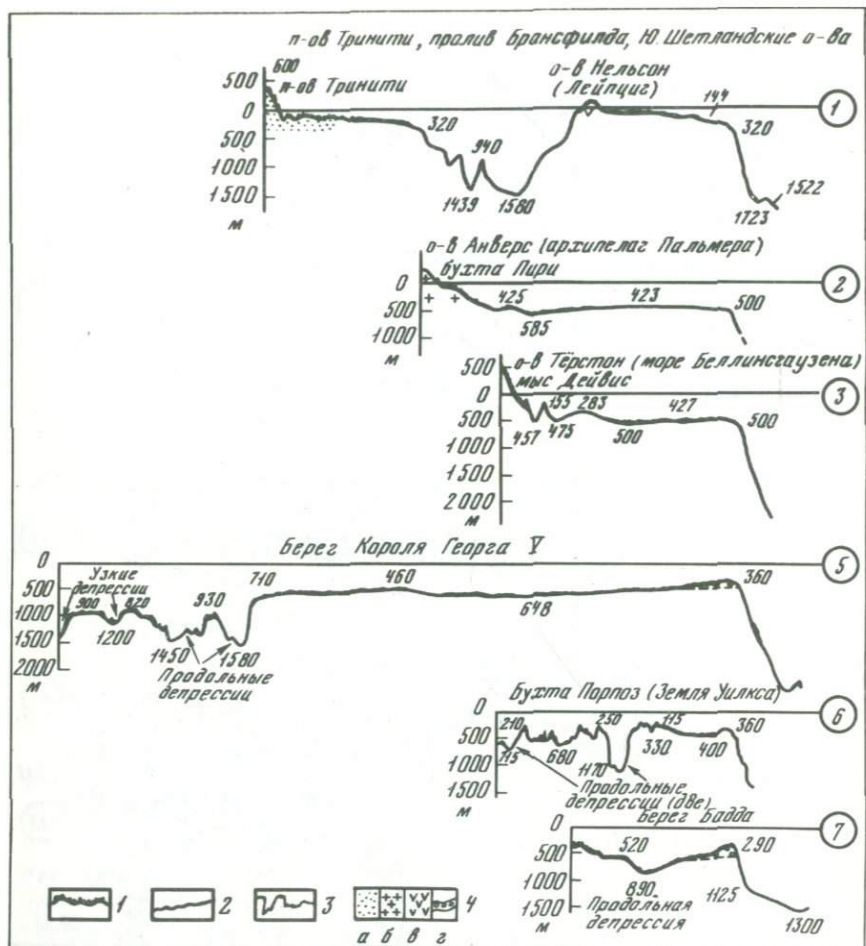 п-ов Тринити, пролив Брансфилда, Ю. Шетландские о-ва
500 600 п-ов Тринити
о-в Нельсон
(Лейпциг)
144
1
0
500 320 320
1000 940
1500 1439 1580 1723 1522
м
о-в Анверс (архипелаг Пальмера)
бухта Пири
2
0
500 425 585 423 500
1000
м
о-в Тёрстон (море Беллинсгаузена)
мыс Дейвис
3
500
0
500 457 155 475 283 500 427 500
1000
1500
2000
м
Берег Короля Георга V
5
0
500
1000
1500
2000
м
Узкие
депрессии
900 820 930 710 460 360
1200 648
1450 1580
Продольные
депрессии
Бухта Порпоз (Земля Уилкса)
6
0
500
1000
1500
м
210 230 115 360
715 680 1170 330 400
Продольные
депрессии (две)
Берег Бадда
7
0
500
1000
1500
м
520 290
890 1125
Продольная
депрессия
1300
1 2 3 4
а б в г